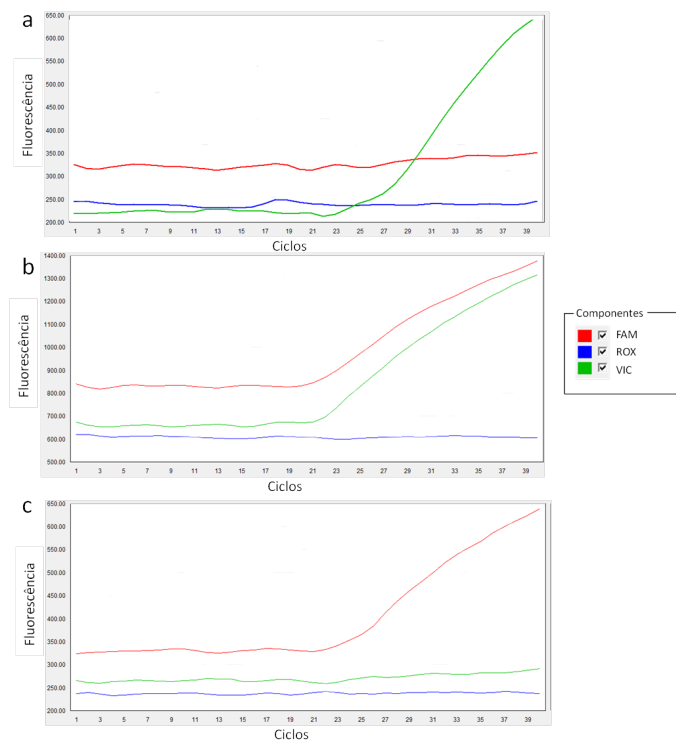 a
650.00
600.00
550.00
500.00
450.00
400.00
350.00
300.00
250.00
200.00
Fluorescência
1 3 5 7 9 11 13 15 17 19 21 23 25 27 29 31 33 35 37 39
Ciclos
b
1400.00
1300.00
1200.00
1100.00
1000.00
900.00
800.00
700.00
600.00
500.00
Fluorescência
1 3 5 7 9 11 13 15 17 19 21 23 25 27 29 31 33 35 37 39
Ciclos
Componentes
FAM
ROX
VIC
c
650.00
600.00
550.00
500.00
450.00
400.00
350.00
300.00
250.00
200.00
Fluorescência
1 3 5 7 9 11 13 15 17 19 21 23 25 27 29 31 33 35 37 39
Ciclos